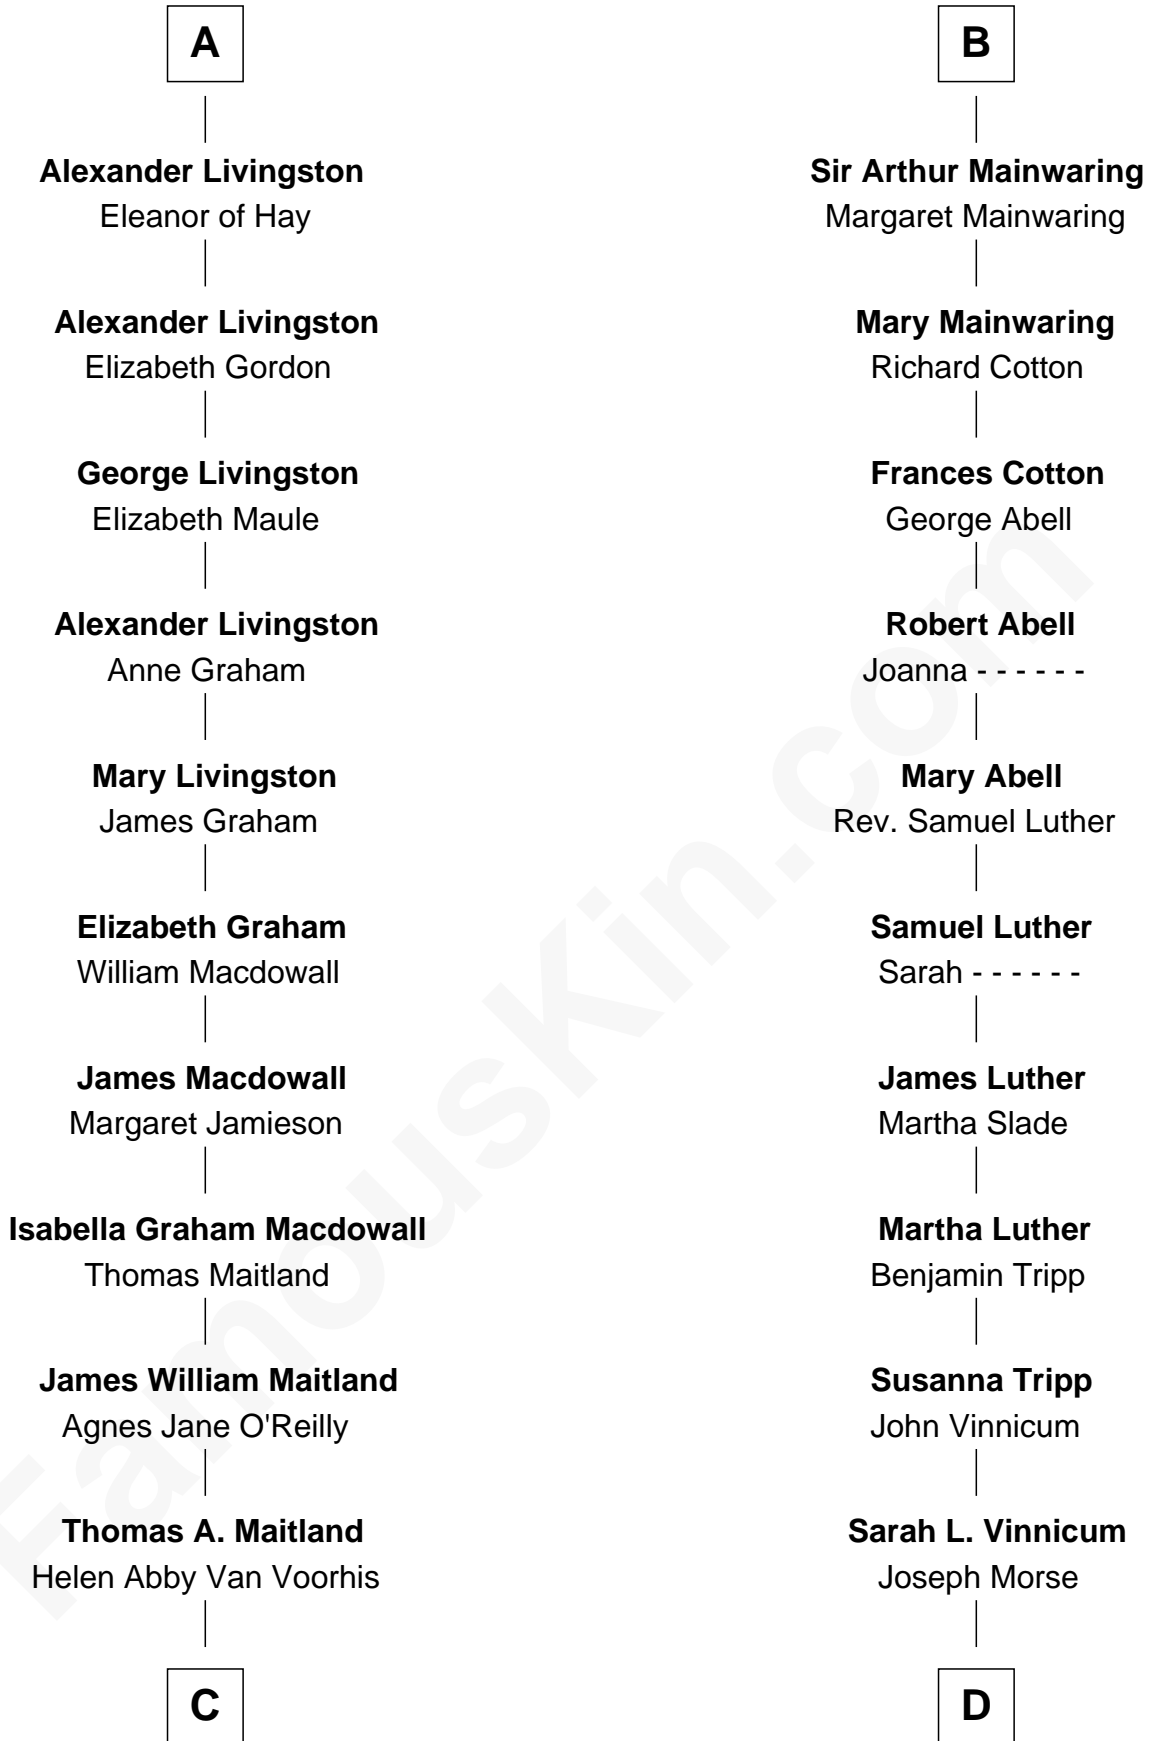 A
Alexander Livingston
Eleanor of Hay
Alexander Livingston
Elizabeth Gordon
George Livingston
Elizabeth Maule
Alexander Livingston
Anne Graham
Mary Livingston
James Graham
Elizabeth Graham
William Macdowall
James Macdowall
Margaret Jamieson
Isabella Graham Macdowall
Thomas Maitland
James William Maitland
Agnes Jane O'Reilly
Thomas A. Maitland
Helen Abby Van Voorhis
C
B
Sir Arthur Mainwaring
Margaret Mainwaring
Mary Mainwaring
Richard Cotton
Frances Cotton
George Abell
Robert Abell
Joanna - - - - - -
Mary Abell
Rev. Samuel Luther
Samuel Luther
Sarah - - - - - -
James Luther
Martha Slade
Martha Luther
Benjamin Tripp
Susanna Tripp
John Vinnicum
Sarah L. Vinnicum
Joseph Morse
D
FamousKin.com